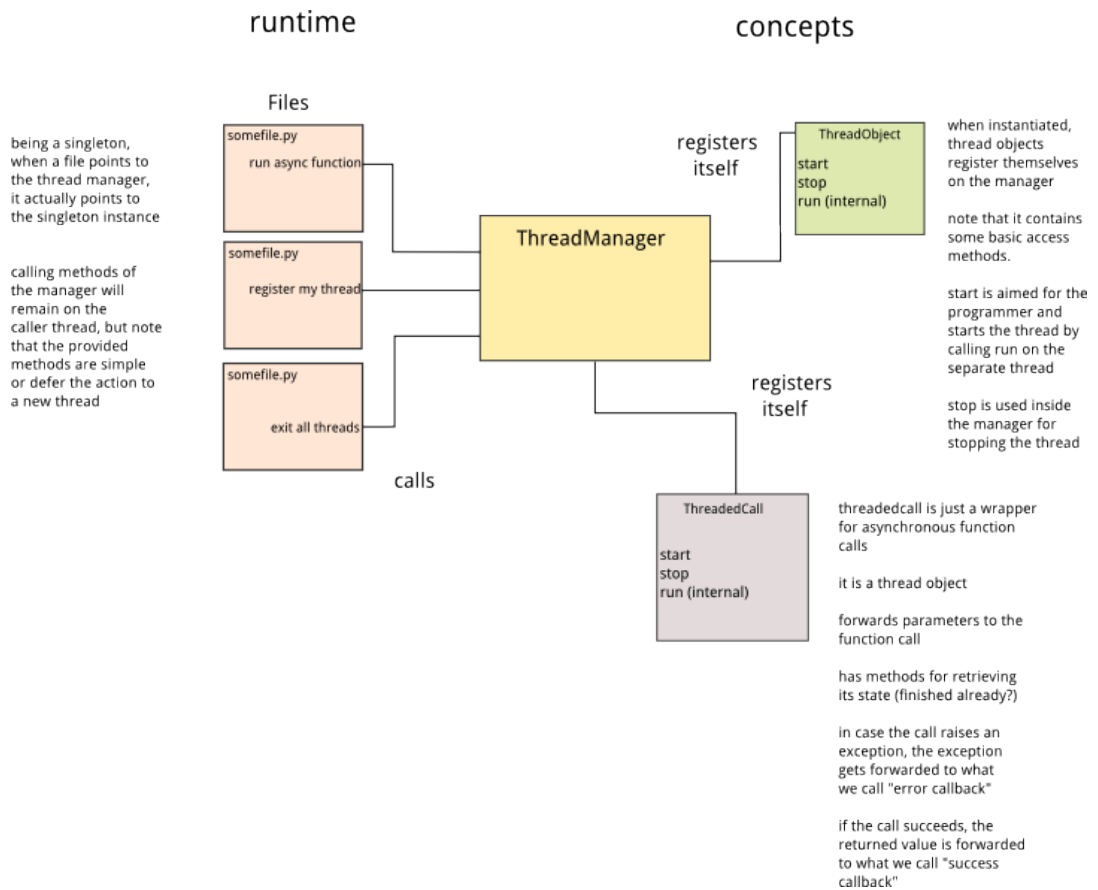 runtime
concepts
Files
being a singleton,
when a file points to
the thread manager,
it actually points to
the singleton instance
calling methods of
the manager will
remain on the
caller thread, but note
that the provided
methods are simple
or defer the action to
a new thread
somefile.py
run async function
somefile.py
register my thread
somefile.py
exit all threads
calls
ThreadManager
registers
itself
ThreadObject
start
stop
run (internal)
when instantiated,
thread objects
register themselves
on the manager
note that it contains
some basic access
methods.
start is aimed for the
programmer and
starts the thread by
calling run on the
separate thread
stop is used inside
the manager for
stopping the thread
registers
itself
ThreadedCall
start
stop
run (internal)
threadedcall is just a wrapper
for asynchronous function
calls
it is a thread object
forwards parameters to the
function call
has methods for retrieving
its state (finished already?)
in case the call raises an
exception, the exception
gets forwarded to what
we call "error callback"
if the call succeeds, the
returned value is forwarded
to what we call "success
callback"